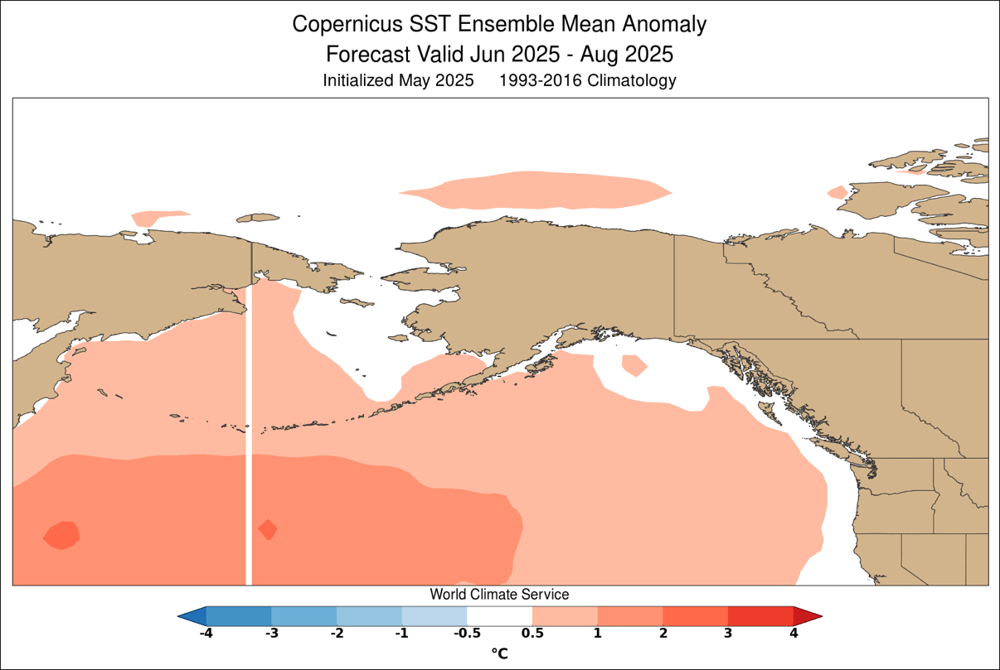 Copernicus SST Ensemble Mean Anomaly
Forecast Valid Jun 2025 - Aug 2025
Initialized May 2025 1993-2016 Climatology
World Climate Service
-4 -3 -2 -1 -0.5 0.5 1 2 3 4
°C